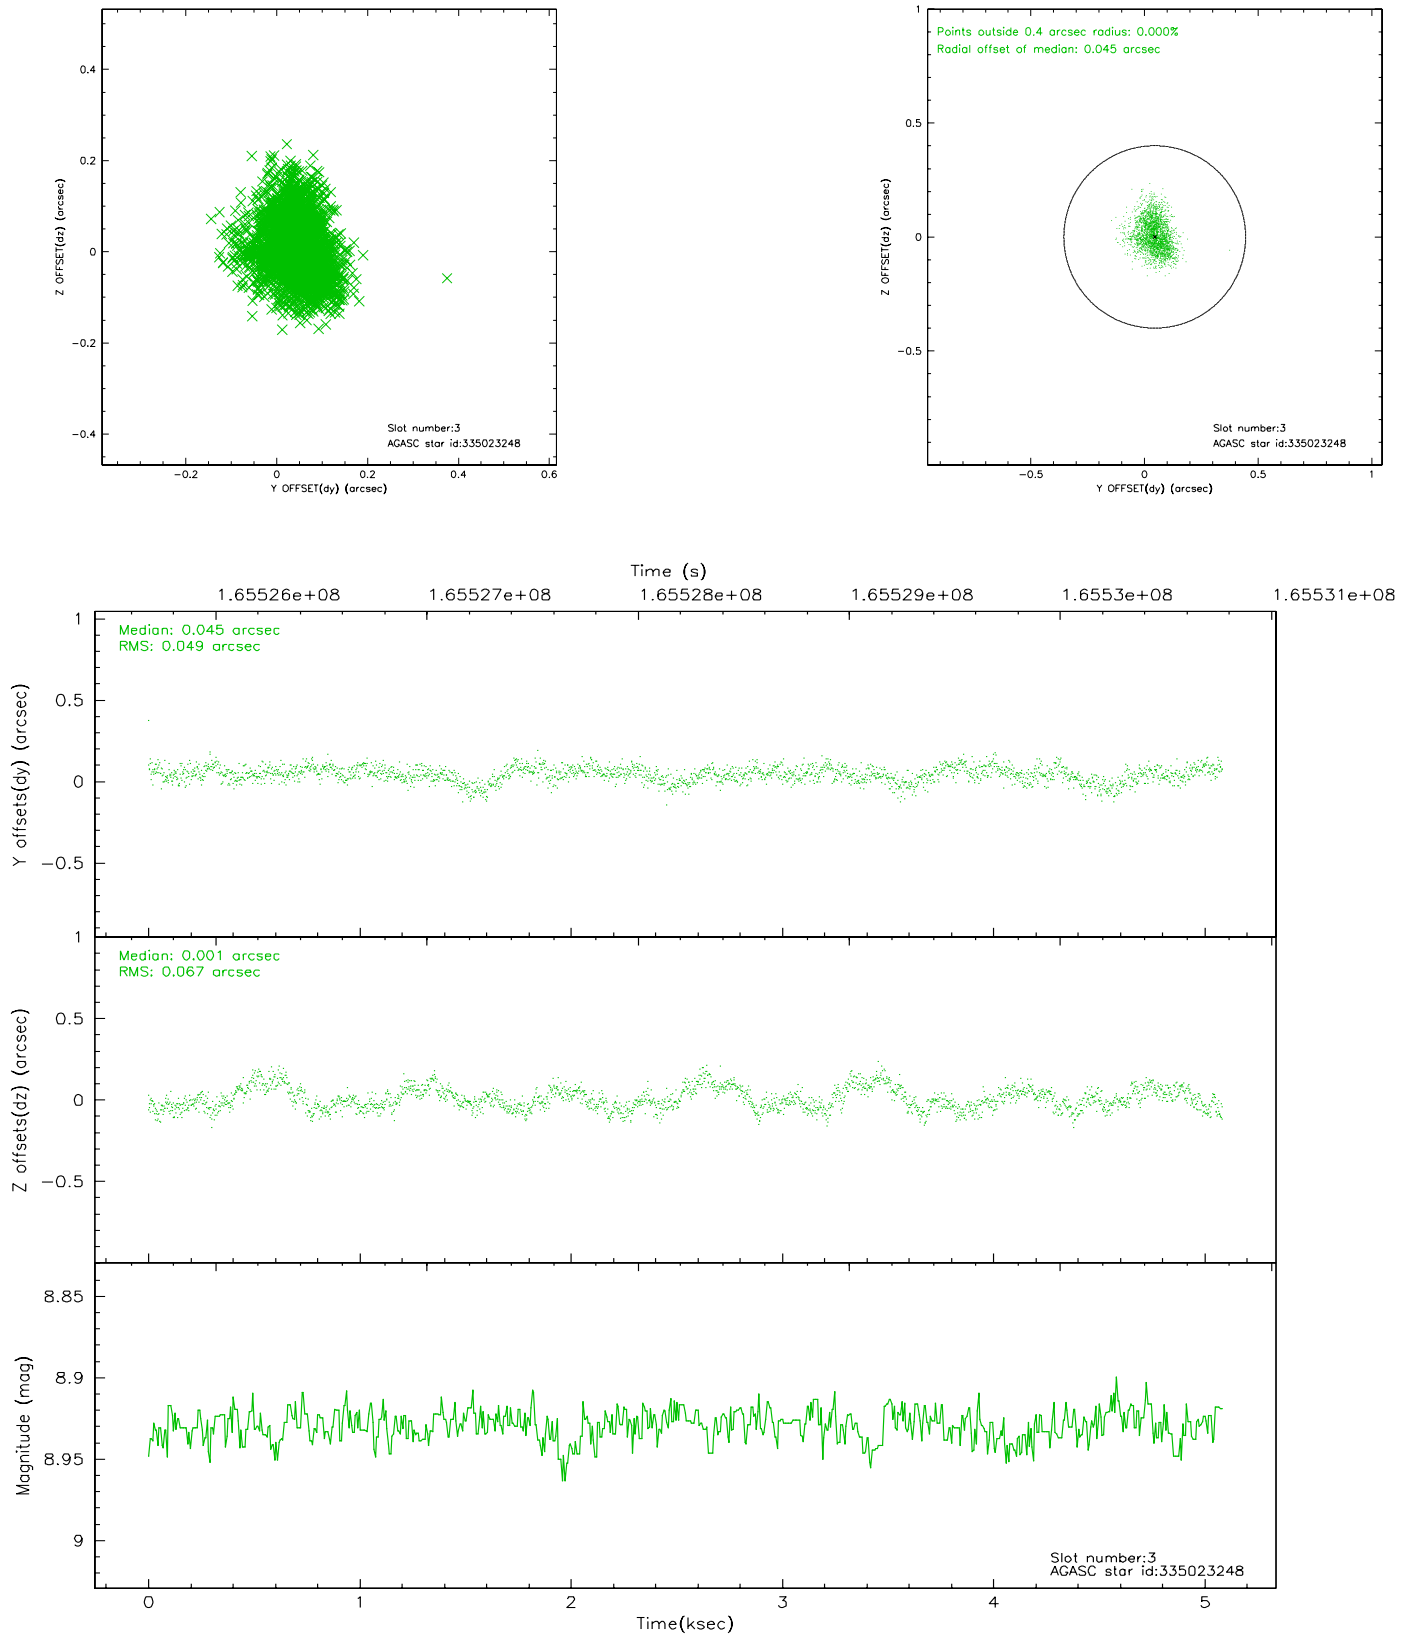 0.4
0.2
0
−0.2
−0.4
Z OFFSET(dz) (arcsec)
Slot number:3
AGASC star id:335023248
−0.2
0
0.2
0.4
0.6
Y OFFSET(dy) (arcsec)
1
0.5
0
−0.5
Z OFFSET(dz) (arcsec)
Points outside 0.4 arcsec radius: 0.000%
Radial offset of median: 0.045 arcsec
Slot number:3
AGASC star id:335023248
−0.5
0
0.5
1
Y OFFSET(dy) (arcsec)
Time (s)
1.65526e+08
1.65527e+08
1.65528e+08
1.65529e+08
1.6553e+08
1.65531e+08
Median: 0.045 arcsec
RMS: 0.049 arcsec
1
0.5
0
−0.5
Y offsets(dy) (arcsec)
Median: 0.001 arcsec
RMS: 0.067 arcsec
1
0.5
0
−0.5
Z offsets(dz) (arcsec)
8.85
8.9
8.95
9
Magnitude (mag)
Slot number:3
AGASC star id:335023248
0
1
2
3
4
5
Time(ksec)